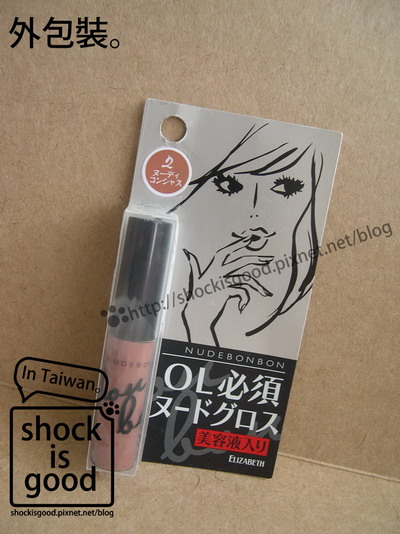 外包裝。
2
ヌーディ
コンシャス
http://shockisgood.pixnet.net/blog
NUDEBONBON
OL必須
ヌードグロス
美容液入り
ELIZABETH
In Taiwan.
shock
is
good
shockisgood.pixnet.net/blog